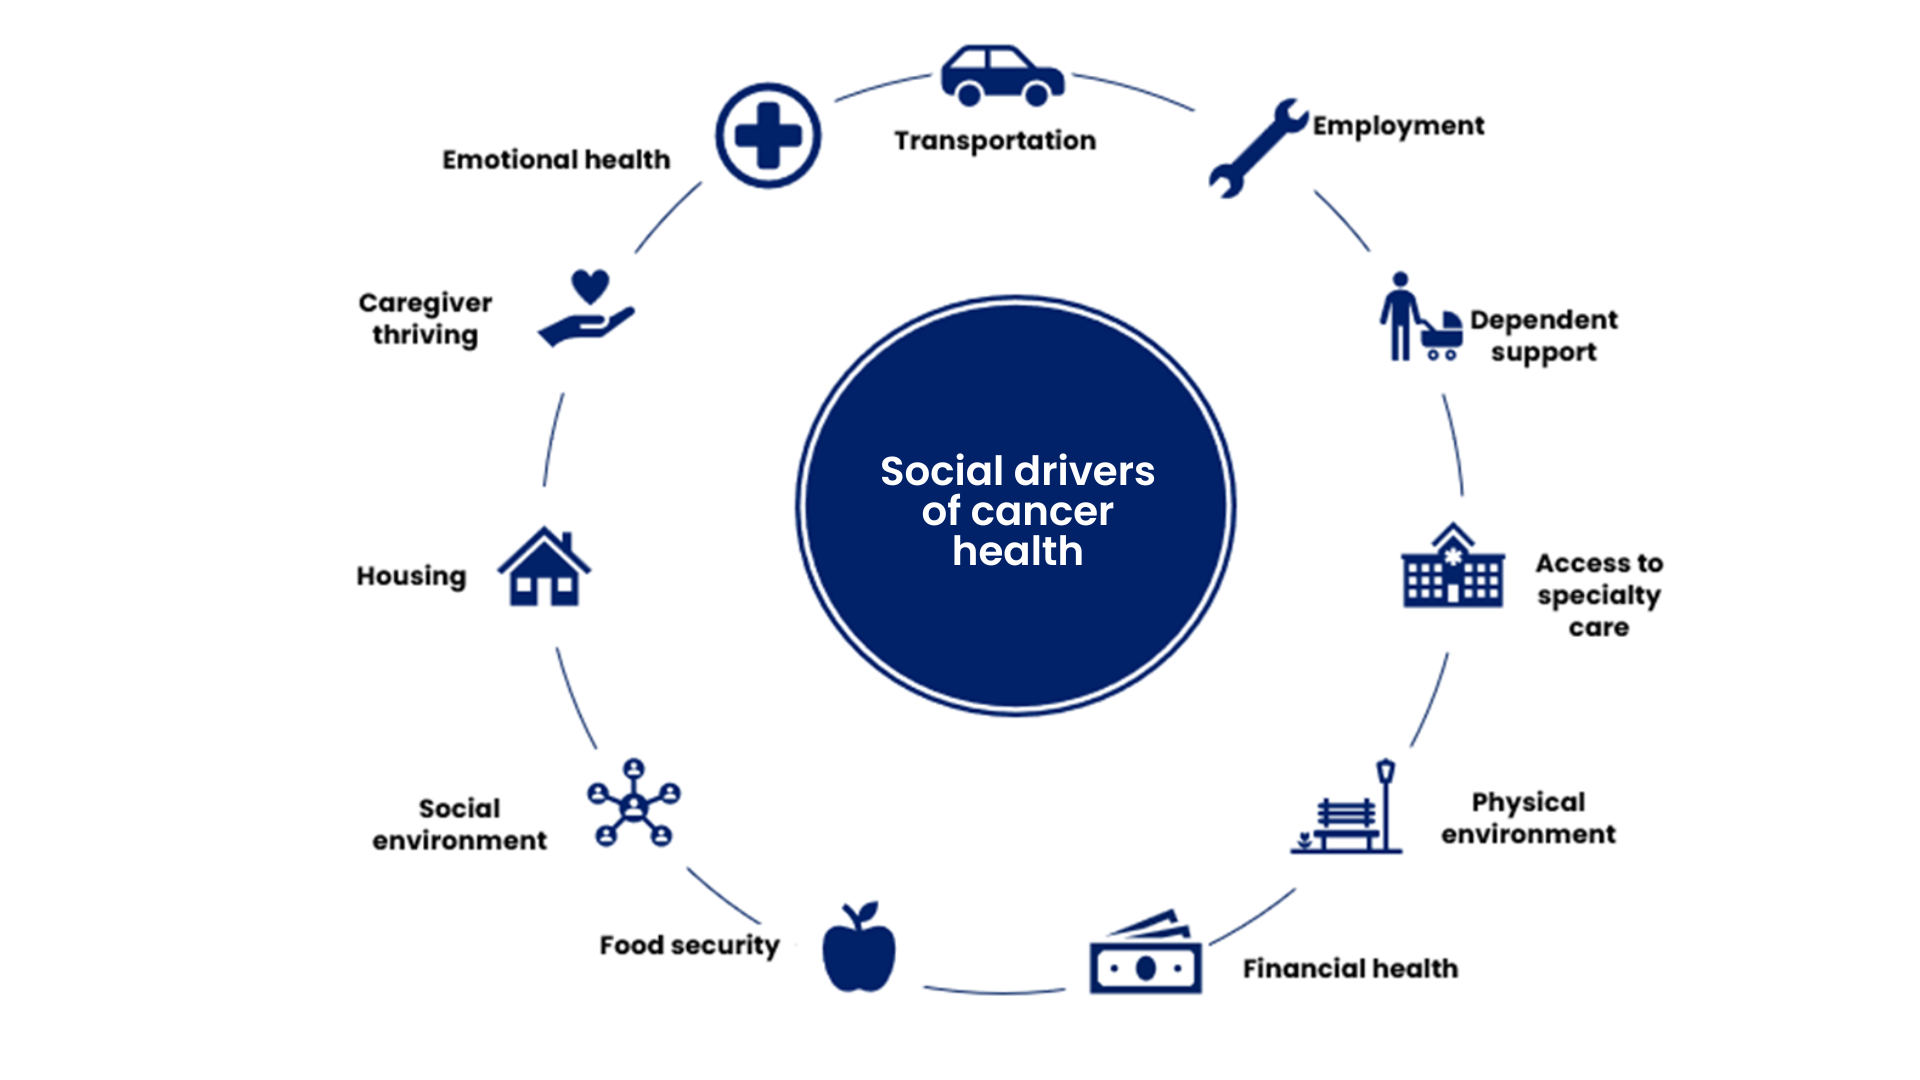 Transportation
Employment
Emotional health
Caregiver
thriving
Dependent
support
Social drivers
of cancer
health
Housing
Access to
specialty
care
Social
environment
Physical
environment
Food security
Financial health